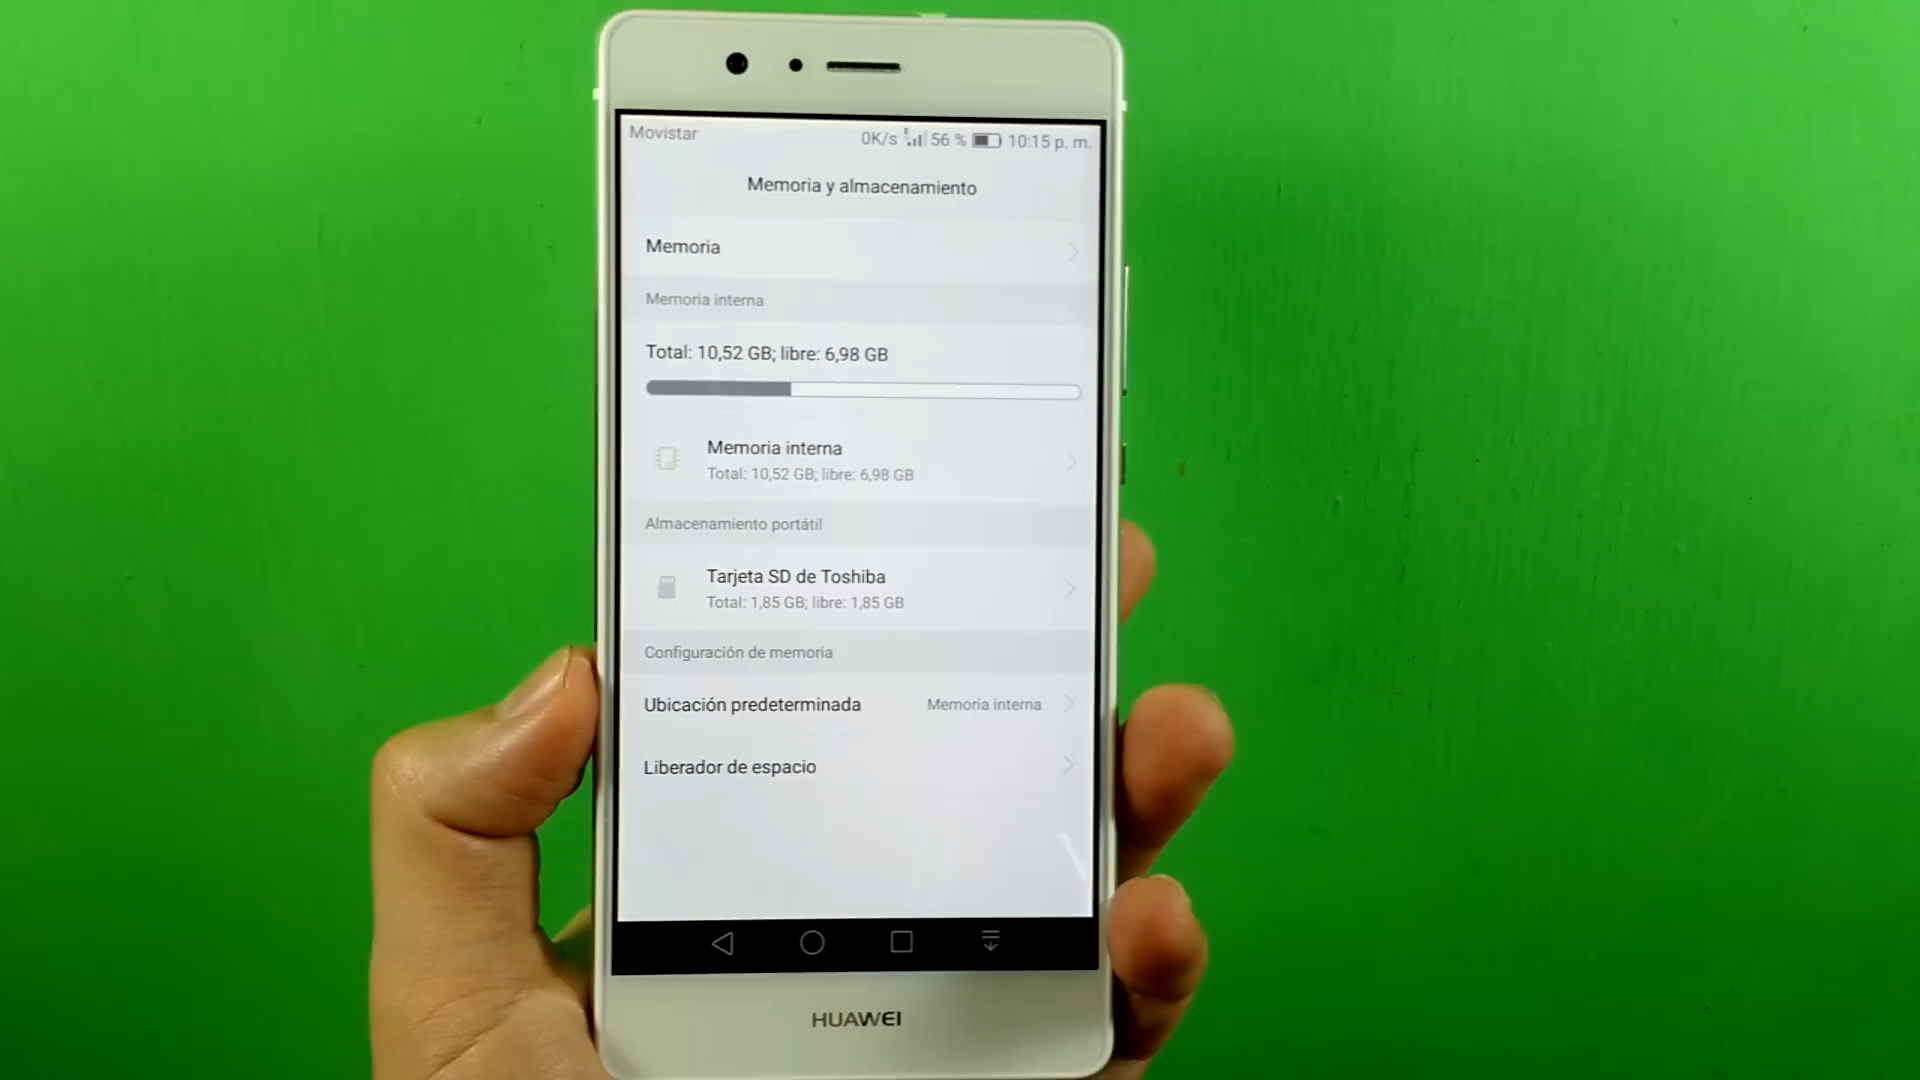 Movistar 0K/s 56 % 10:15 p. m.
Memoria y almacenamiento
Memoria
Memoria interna
Total: 10,52 GB; libre: 6,98 GB
Memoria interna
Total: 10,52 GB; libre: 6,98 GB
Almacenamiento portátil
Tarjeta SD de Toshiba
Total: 1,85 GB; libre: 1,85 GB
Configuración de memoria
Ubicación predeterminada Memoria interna
Liberador de espacio
HUAWEI